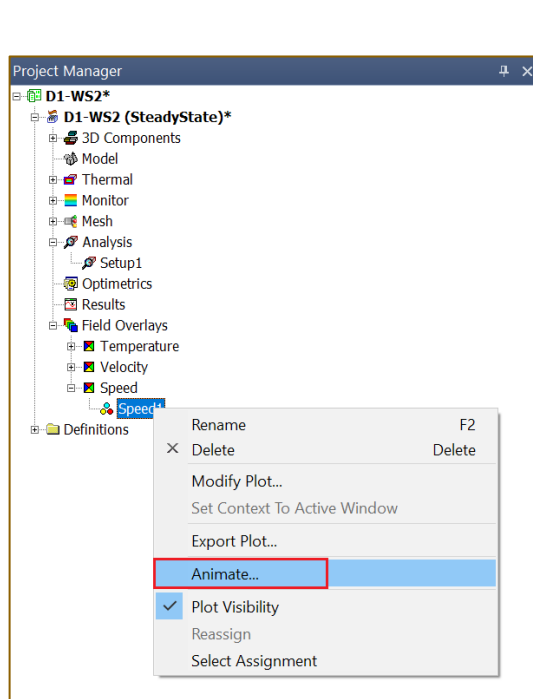 Project Manager
D1-WS2*
D1-WS2 (SteadyState)*
3D Components
Model
Thermal
Monitor
Mesh
Analysis
Setup1
Optimetrics
Results
Field Overlays
Temperature
Velocity
Speed
Speed1
Definitions
Rename F2
Delete Delete
Modify Plot...
Set Context To Active Window
Export Plot...
Animate...
Plot Visibility
Reassign
Select Assignment